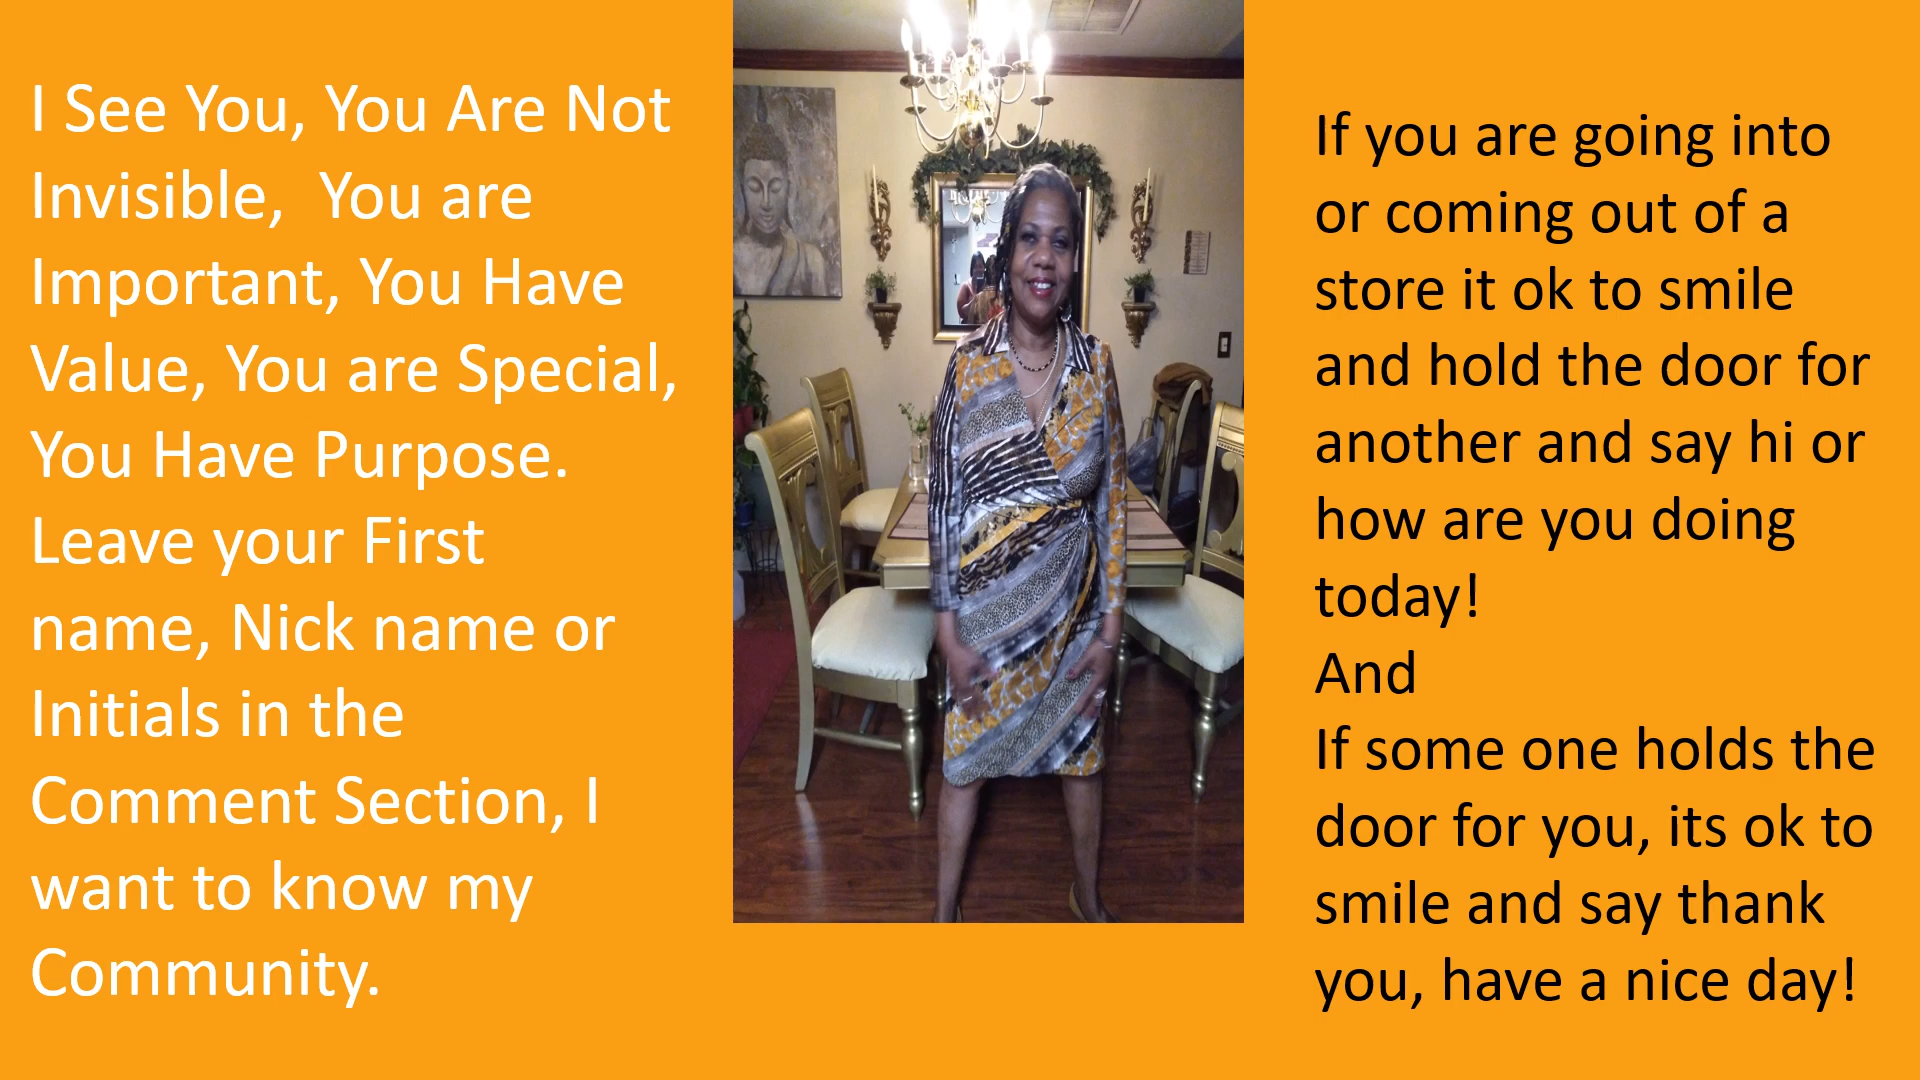 I See You, You Are Not
Invisible,  You are
Important, You Have
Value, You are Special,
You Have Purpose.
Leave your First
name, Nick name or
Initials in the
Comment Section, I
want to know my
Community.
If you are going into
or coming out of a
store it ok to smile
and hold the door for
another and say hi or
how are you doing
today!
And
If some one holds the
door for you, its ok to
smile and say thank
you, have a nice day!